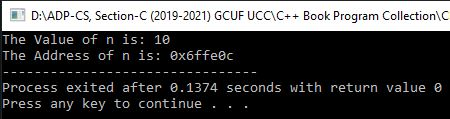 D:\ADP-CS, Section-C (2019-2021) GCUF UCC\C++ Book Program Collection\C
The Value of n is: 10
The Address of n is: 0x6ffe0c
--------------------------------
Process exited after 0.1374 seconds with return value 0
Press any key to continue . . .